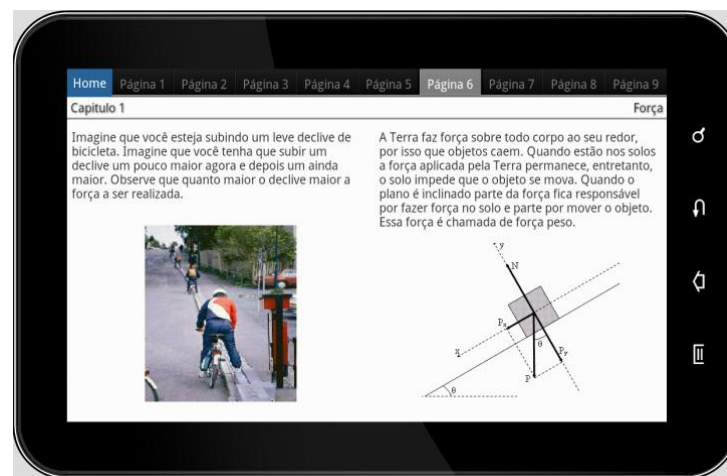 Home Página 1 Página 2 Página 3 Página 4 Página 5 Página 6 Página 7 Página 8 Página 9
Capitulo 1 Força
Imagine que você esteja subindo um leve declive de
bicicleta. Imagine que você tenha que subir um
declive um pouco maior agora e depois um ainda
maior. Observe que quanto maior o declive maior a
força a ser realizada.
A Terra faz força sobre todo corpo ao seu redor,
por isso que objetos caem. Quando estão nos solos
a força aplicada pela Terra permanece, entretanto,
o solo impede que o objeto se mova. Quando o
plano é inclinado parte da força fica responsável
por fazer força no solo e parte por mover o objeto.
Essa força é chamada de força peso.
y
N
Px
θ
x
Py
P
θ